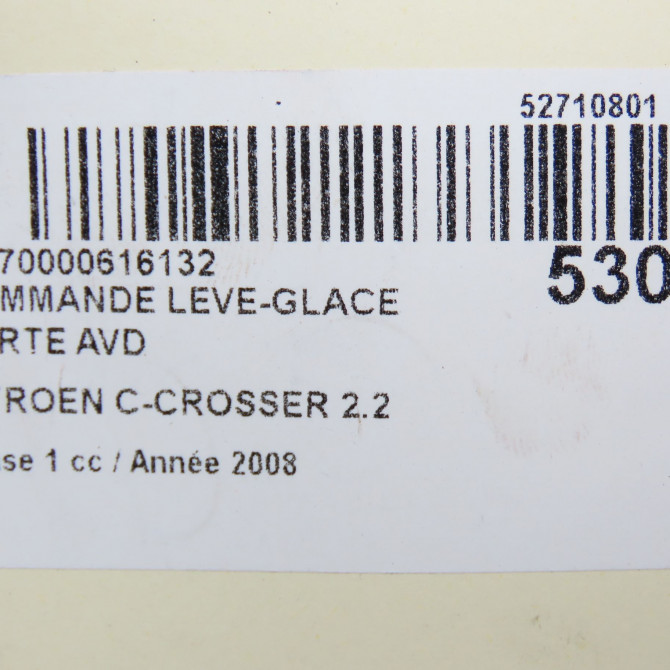 52710801
70000616132
530
MMANDE LEVE-GLACE
RTE AVD
ROEN C-CROSSER 2.2
se 1 cc / Année 2008